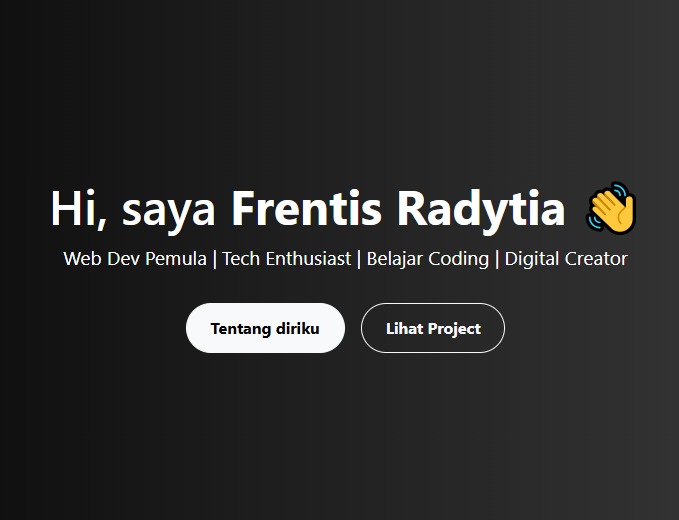 Hi, saya Frentis Radytia 👋
Web Dev Pemula | Tech Enthusiast | Belajar Coding | Digital Creator
Tentang diriku
Lihat Project